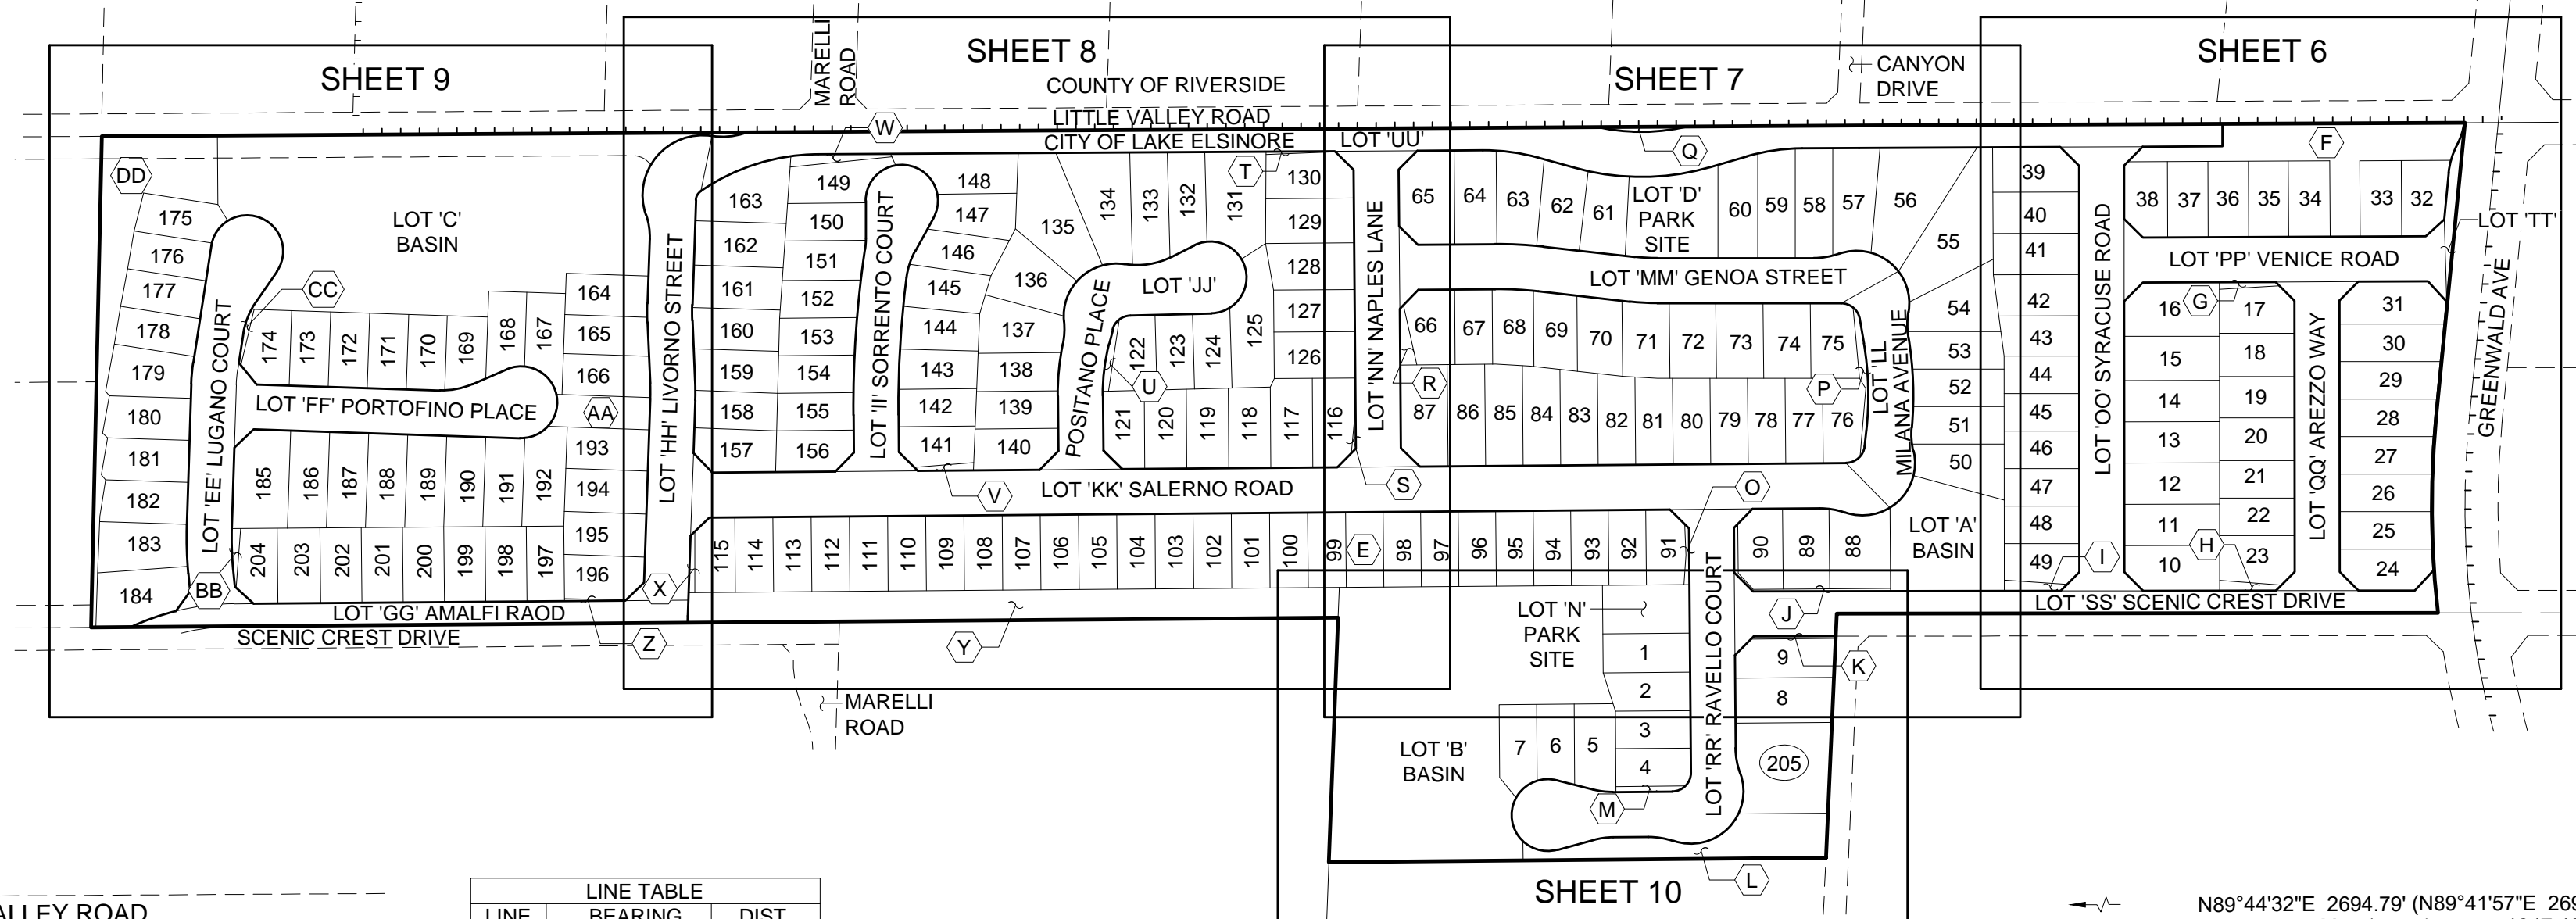 SHEET 9
SHEET 8
SHEET 7
SHEET 6
MARELLI
ROAD
COUNTY OF RIVERSIDE
CANYON
DRIVE
LITTLE VALLEY ROAD
CITY OF LAKE ELSINORE
LOT 'UU'
W
Q
F
T
DD
175
176
177
178
179
180
181
182
183
184
LOT 'C'
BASIN
CC
LOT 'EE' LUGANO COURT
174
173
172
171
170
169
168
167
164
165
166
LOT 'FF' PORTOFINO PLACE
AA
185
186
187
188
189
190
191
192
193
194
195
196
204
203
202
201
200
199
198
197
BB
LOT 'GG' AMALFI RAOD
SCENIC CREST DRIVE
LOT 'HH' LIVORNO STREET
X
Z
163
162
161
160
159
158
157
149
150
151
152
153
154
155
156
LOT 'II' SORRENTO COURT
148
147
146
145
144
143
142
141
135
136
137
138
139
140
134
133
132
131
POSITANO PLACE
LOT 'JJ'
122
123
124
125
U
121
120
119
118
117
116
130
129
128
127
126
V
LOT 'KK' SALERNO ROAD
S
R
LOT 'NN' NAPLES LANE
115
114
113
112
111
110
109
108
107
106
105
104
103
102
101
100
99
E
98
97
96
95
94
93
92
91
Y
MARELLI
ROAD
65
64
63
62
61
LOT 'D'
PARK
SITE
60
59
58
57
56
55
54
53
52
51
50
LOT 'MM' GENOA STREET
66
67
68
69
70
71
72
73
74
75
87
86
85
84
83
82
81
80
79
78
77
76
P
LOT 'LL'
MILANA AVENUE
O
90
89
88
LOT 'A'
BASIN
39
40
41
42
43
44
45
46
47
48
49
LOT 'OO' SYRACUSE ROAD
I
38
37
36
35
34
33
32
LOT 'TT'
LOT 'PP' VENICE ROAD
G
16
15
14
13
12
11
10
17
18
19
20
21
22
23
H
LOT 'QQ' AREZZO WAY
31
30
29
28
27
26
25
24
GREENWALD AVE
LOT 'SS' SCENIC CREST DRIVE
LOT 'N'
PARK
SITE
1
2
3
4
7
6
5
LOT 'B'
BASIN
LOT 'RR' RAVELLO COURT
J
K
9
8
205
M
L
SHEET 10
ALLEY ROAD
LINE TABLE
LINE BEARING DIST.
N89°44'32"E 2694.79' (N89°41'57"E